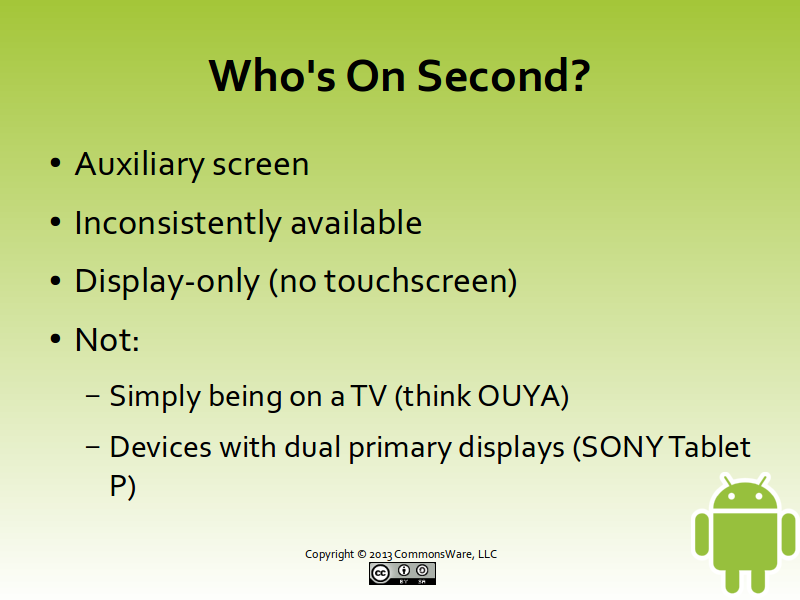 Who's On Second?
• Auxiliary screen
• Inconsistently available
• Display-only (no touchscreen)
• Not:
– Simply being on a TV (think OUYA)
– Devices with dual primary displays (SONY Tablet
P)
Copyright © 2013 CommonsWare, LLC
cc BY SA